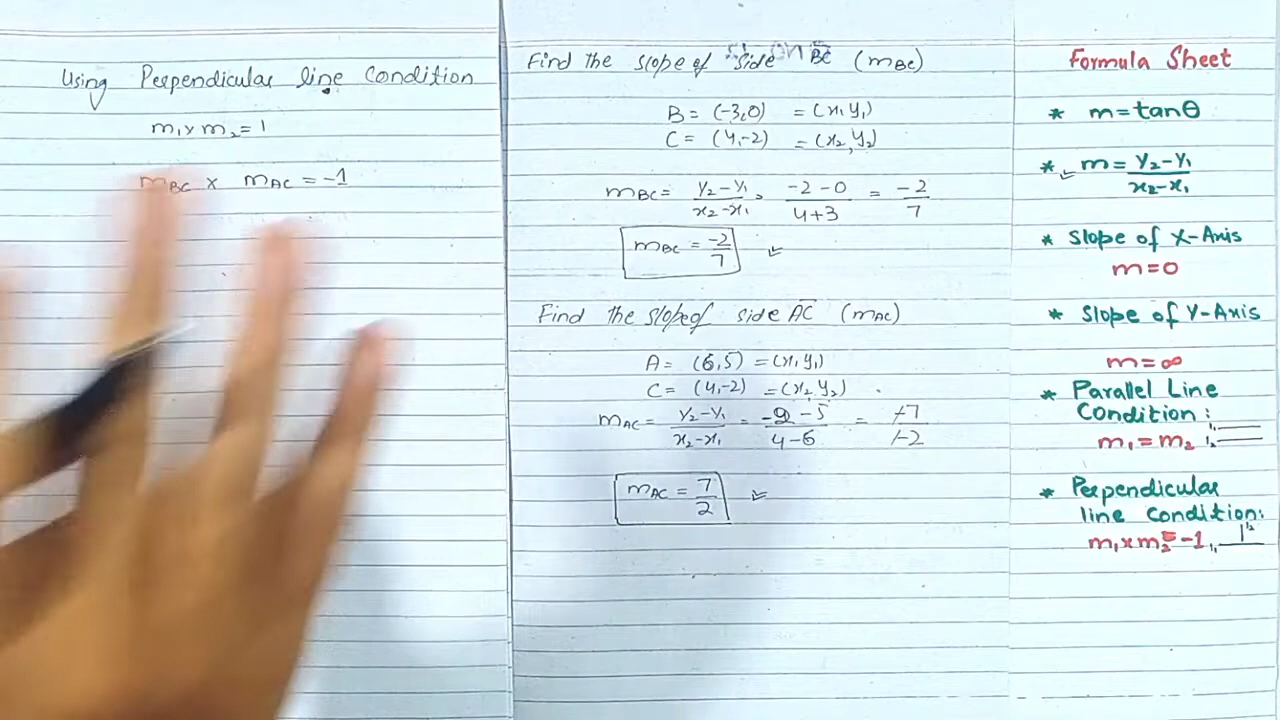 Using Perpendicular line Condition
m₁ x m₂ = 1
mBC x mAC = -1
Find the slope of side BC (mBC)
B = (-3,0) = (x₁ y₁)
C = (4,-2) = (x₂, y₂)
mBC = y₂-y₁/x₂-x₁ = -2-0/4+3 = -2/7
mBC = -2/7
Find the slope of side AC (mAC)
A = (6,5) = (x₁ y₁)
C = (4,-2) = (x₂ y₂)
mAC = y₂-y₁/x₂-x₁ = -2-5/4-6 = -7/-2
mAC = 7/2
Formula Sheet
* m=tanθ
* m = y₂-y₁/x₂-x₁
* Slope of X-Axis
m=0
* Slope of Y-Axis
m=∞
* Parallel Line
Condition:
m₁=m₂
* Perpendicular
line Condition:
m₁xm₂=-1